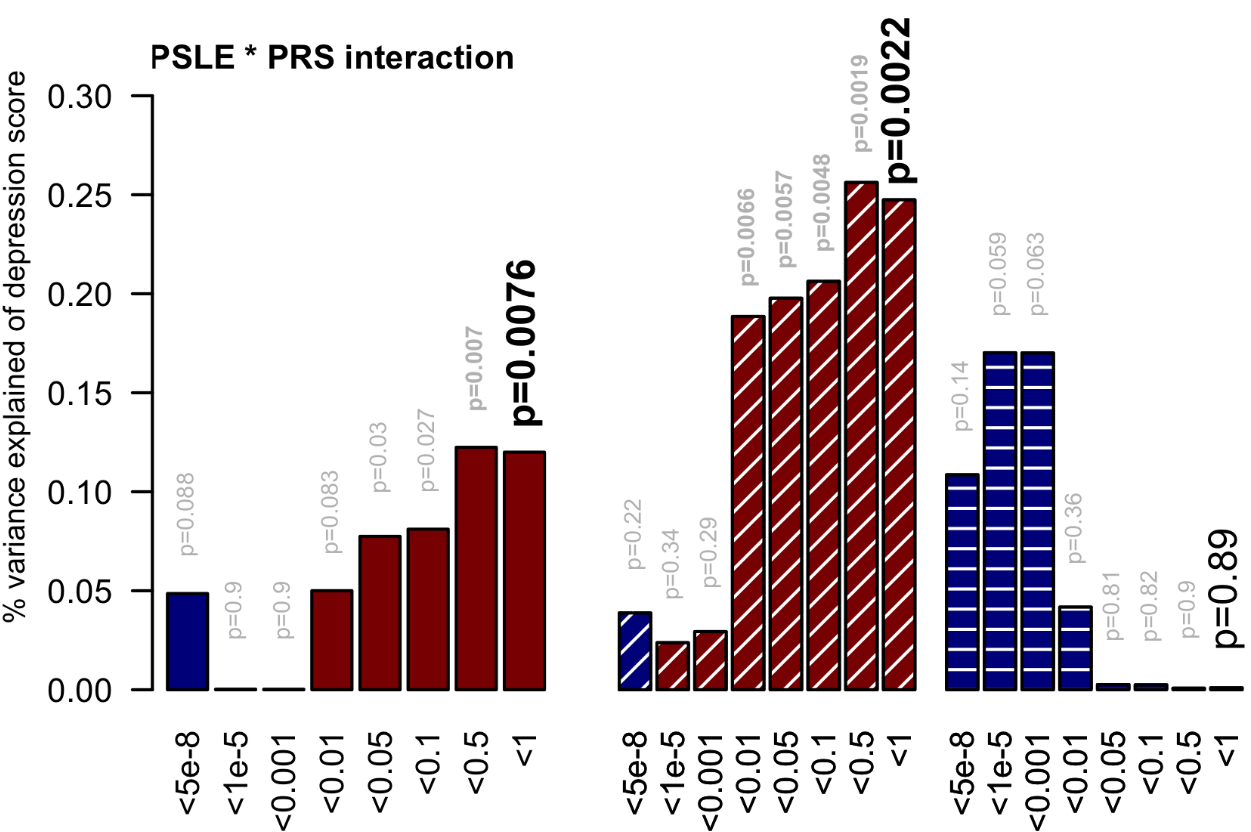 PSLE * PRS interaction
% variance explained of depression score
0.30
0.25
0.20
0.15
0.10
0.05
0.00
p=0.088
p=0.9
p=0.9
p=0.083
p=0.03
p=0.027
p=0.007
p=0.0076
<5e-8
<1e-5
<0.001
<0.01
<0.05
<0.1
<0.5
<1
p=0.22
p=0.34
p=0.29
p=0.0066
p=0.0057
p=0.0048
p=0.0019
p=0.0022
<5e-8
<1e-5
<0.001
<0.01
<0.05
<0.1
<0.5
<1
p=0.14
p=0.059
p=0.063
p=0.36
p=0.81
p=0.82
p=0.9
p=0.89
<5e-8
<1e-5
<0.001
<0.01
<0.05
<0.1
<0.5
<1